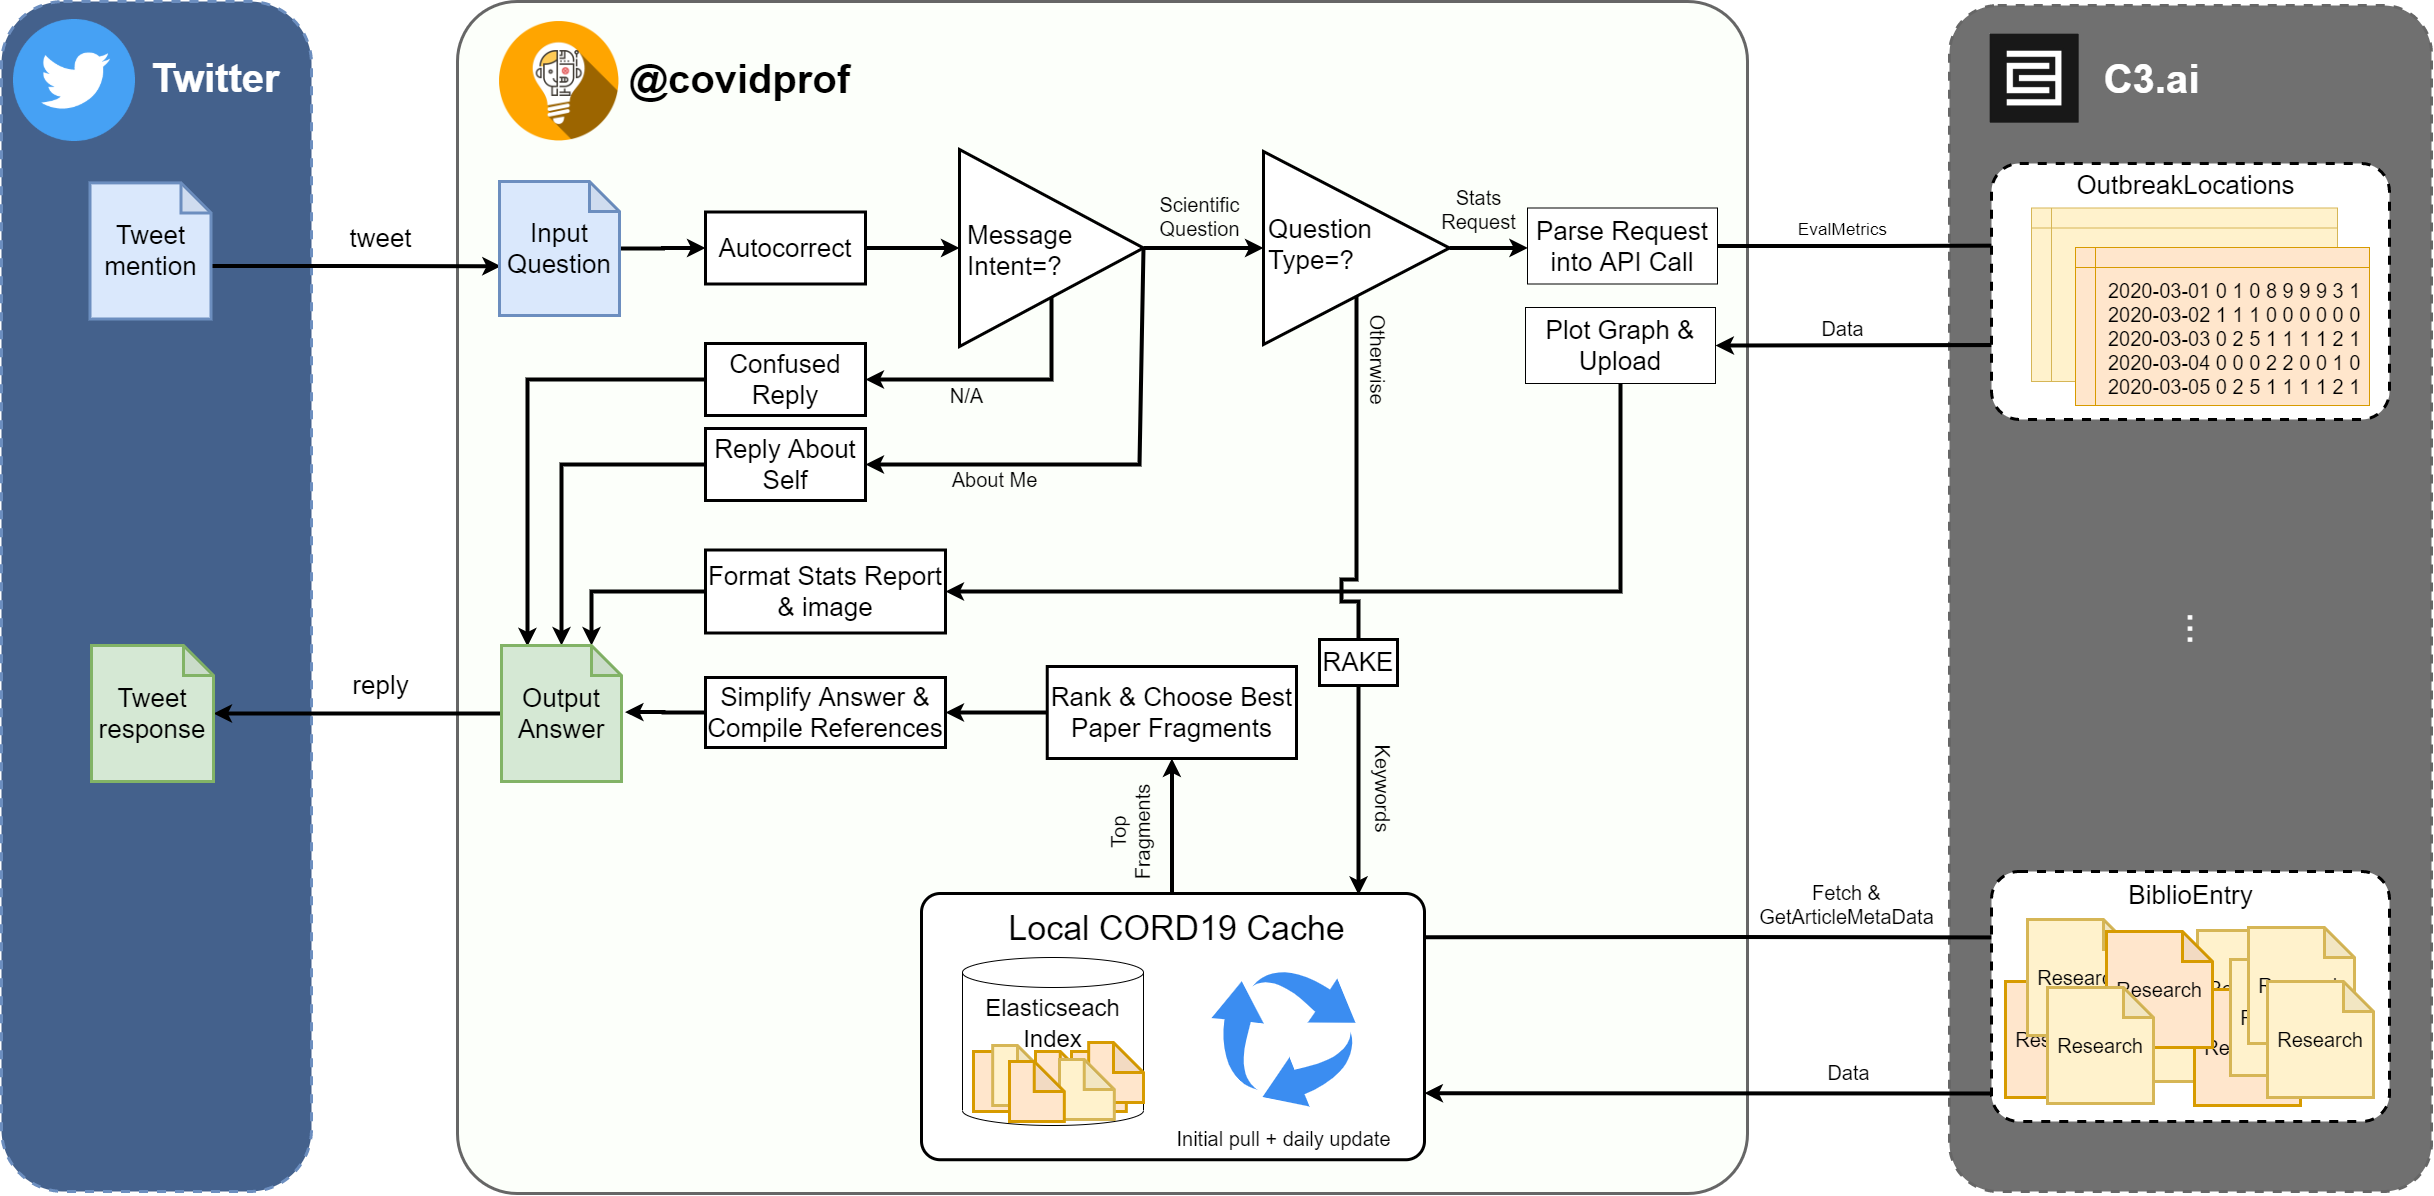 Twitter
@covidprof
C3.ai
Tweet
mention
tweet
Input
Question
Autocorrect
Message
Intent=?
Scientific
Question
Question
Type=?
Stats
Request
Parse Request
into API Call
EvalMetrics
OutbreakLocations
2020-03-01 0 1 0 8 9 9 9 3 1
2020-03-02 1 1 1 0 0 0 0 0 0
2020-03-03 0 2 5 1 1 1 1 2 1
2020-03-04 0 0 0 2 2 0 0 1 0
2020-03-05 0 2 5 1 1 1 1 2 1
Plot Graph &
Upload
Data
Otherwise
Confused
Reply
N/A
Reply About
Self
About Me
Format Stats Report
& image
...
RAKE
Tweet
response
reply
Output
Answer
Simplify Answer &
Compile References
Rank & Choose Best
Paper Fragments
Keywords
Top
Fragments
Local CORD19 Cache
Elasticseach
Index
Initial pull + daily update
Fetch &
GetArticleMetaData
Data
BiblioEntry
Research
Research
Research